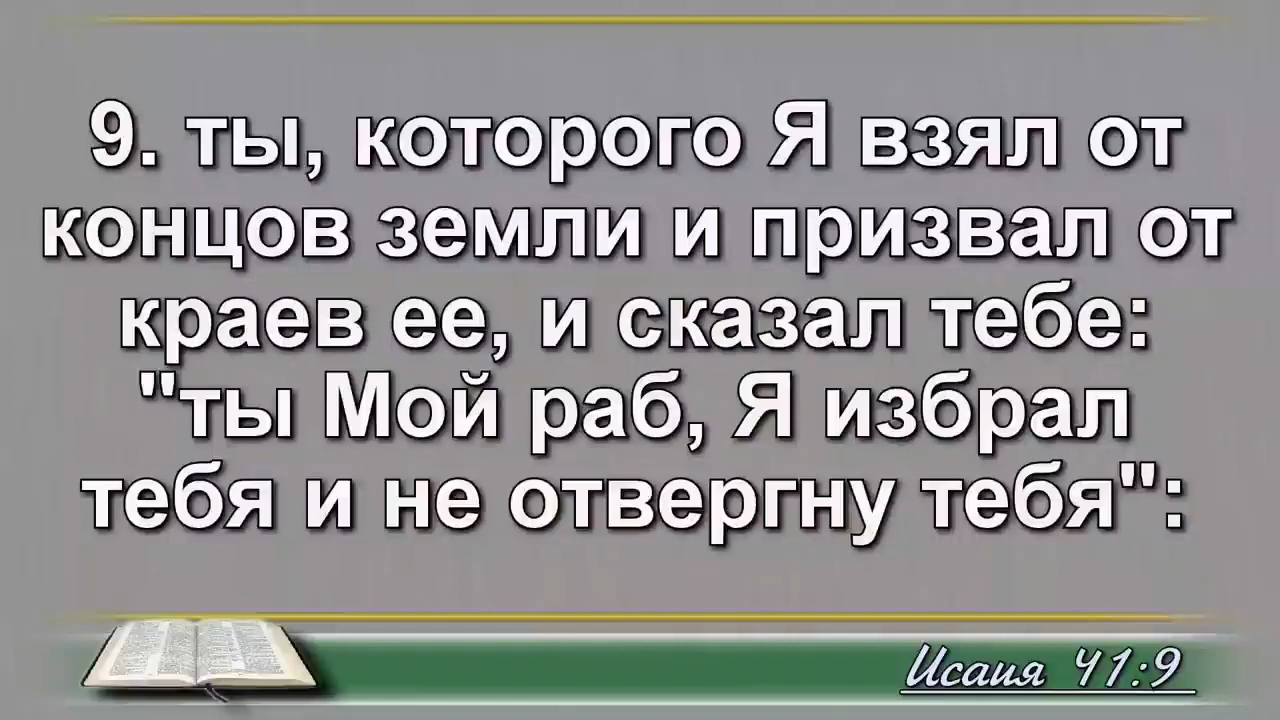 9. ты, которого Я взял от
концов земли и призвал от
краев ее, и сказал тебе:
"ты Мой раб, Я избрал
тебя и не отвергну тебя":
Исаия 41:9